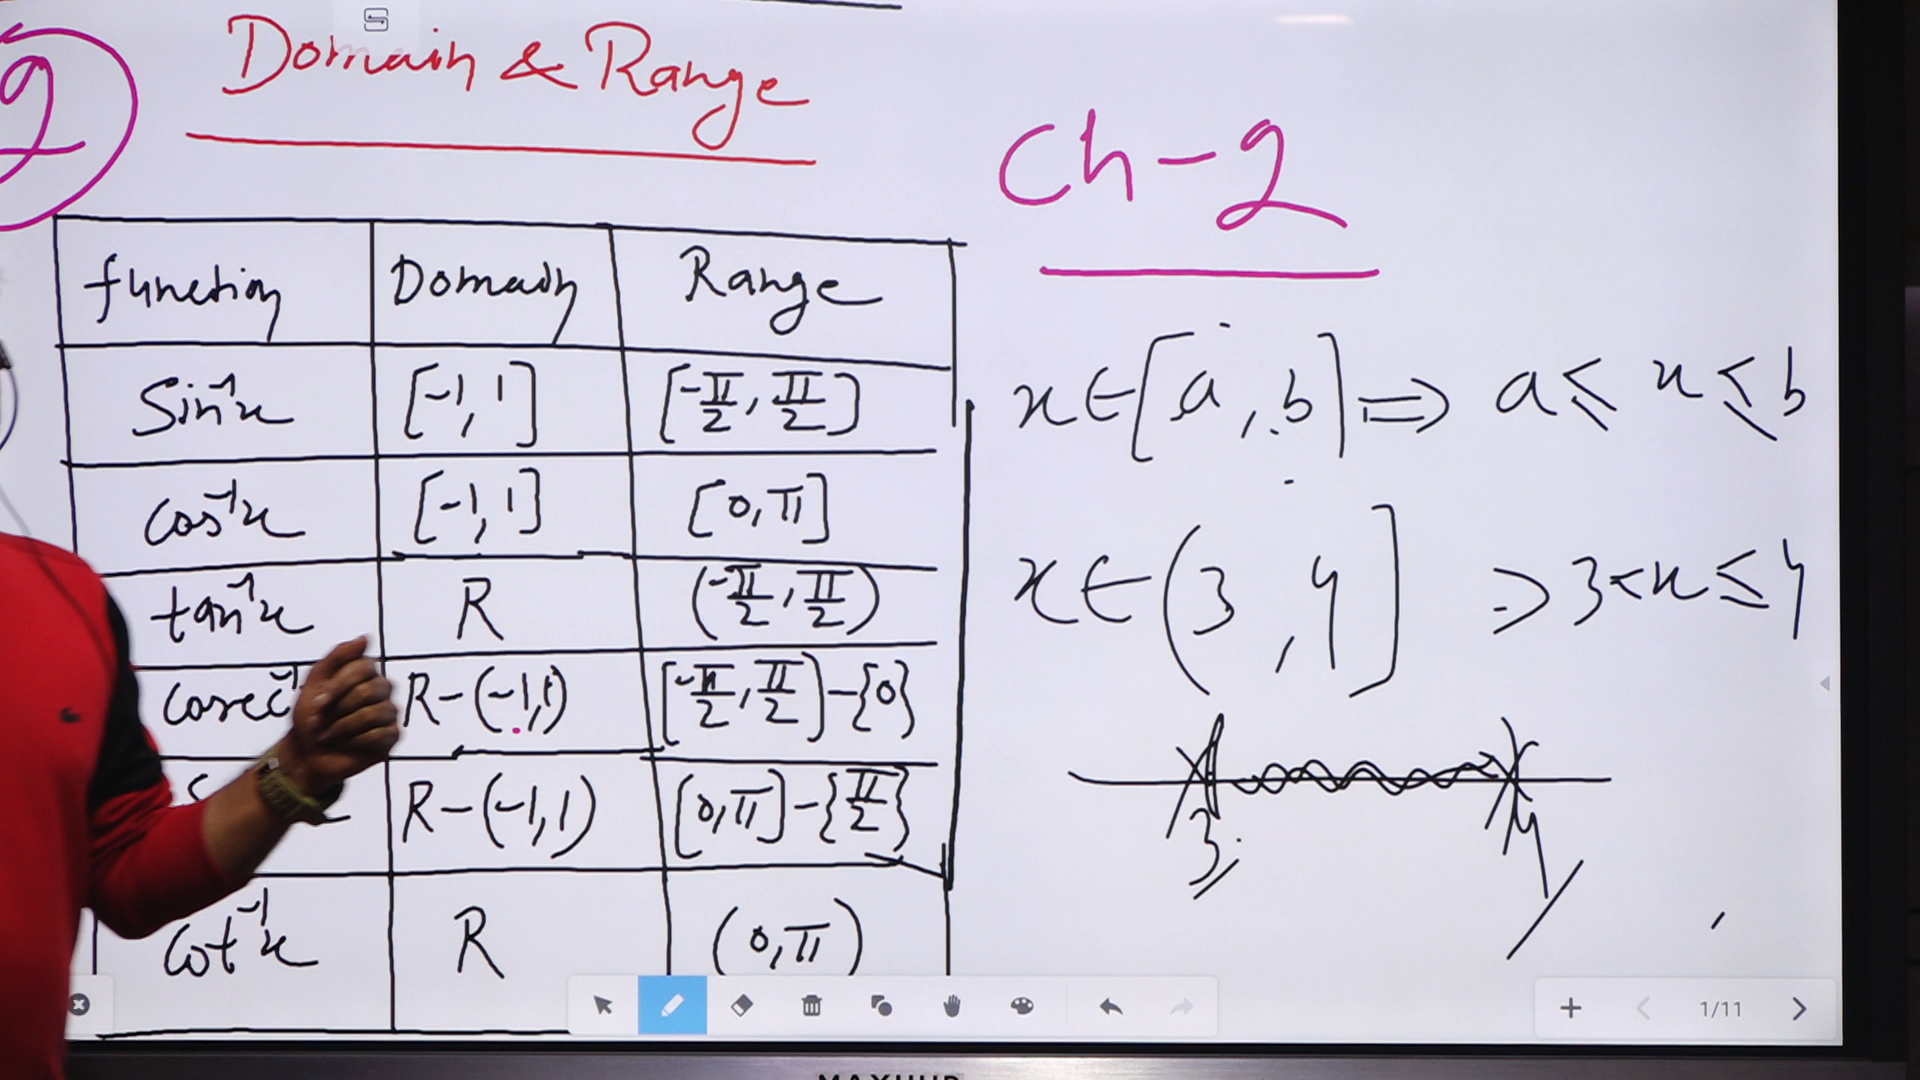 2
Domain & Range
Ch-2
function Domain Range
Sin⁻¹x [-1, 1] [-π/2, π/2]
Cos⁻¹x [-1, 1] [0, π]
tan⁻¹x R (-π/2, π/2)
Cosec⁻¹ R-(-1,1) [-π/2, π/2]-{0}
R-(-1,1) [0,π]-{π/2}
Cot⁻¹x R (0,π)
x∈[a, b] ⇒ a≤ x ≤b
x∈(3, 4] ⇒ 3<x≤4
3 4
1/11